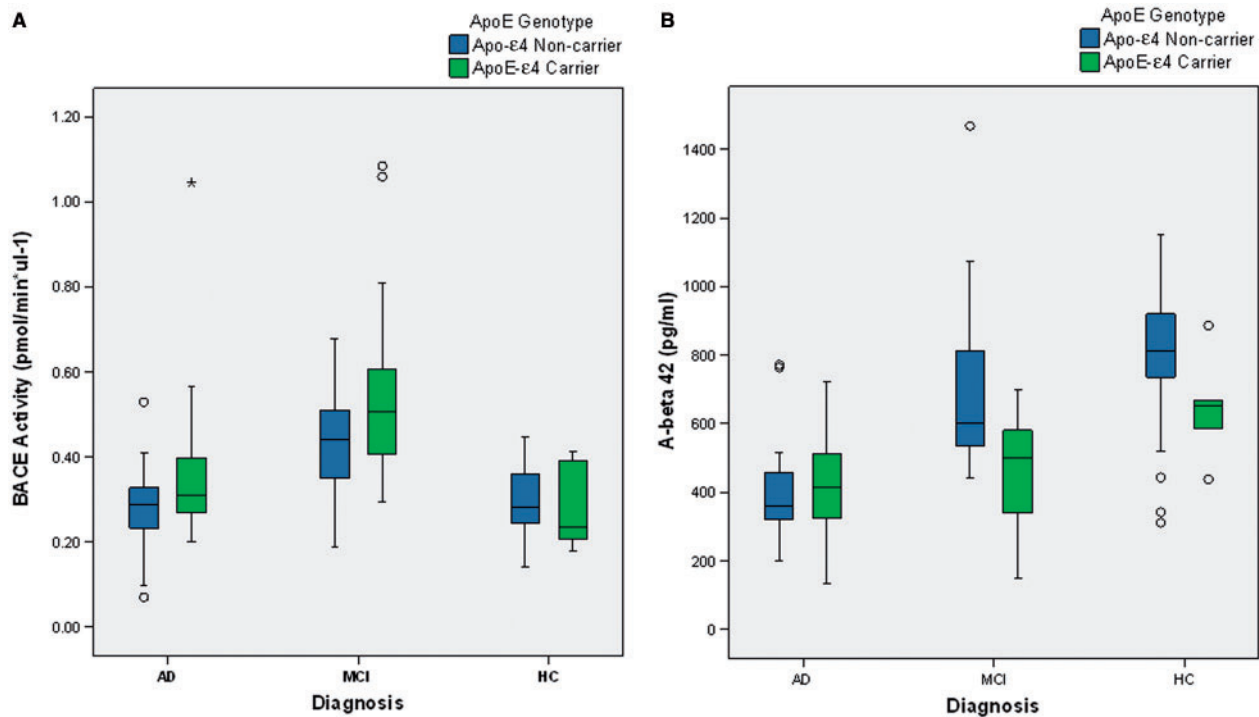 A
ApoE Genotype
Apo-ε4 Non-carrier
ApoE-ε4 Carrier
1.20
1.00
0.80
0.60
0.40
0.20
0.00
BACE Activity (pmol/min*ul-1)
*
AD
MCI
HC
Diagnosis
B
ApoE Genotype
Apo-ε4 Non-carrier
ApoE-ε4 Carrier
1400
1200
1000
800
600
400
200
0
A-beta 42 (pg/ml)
AD
MCI
HC
Diagnosis